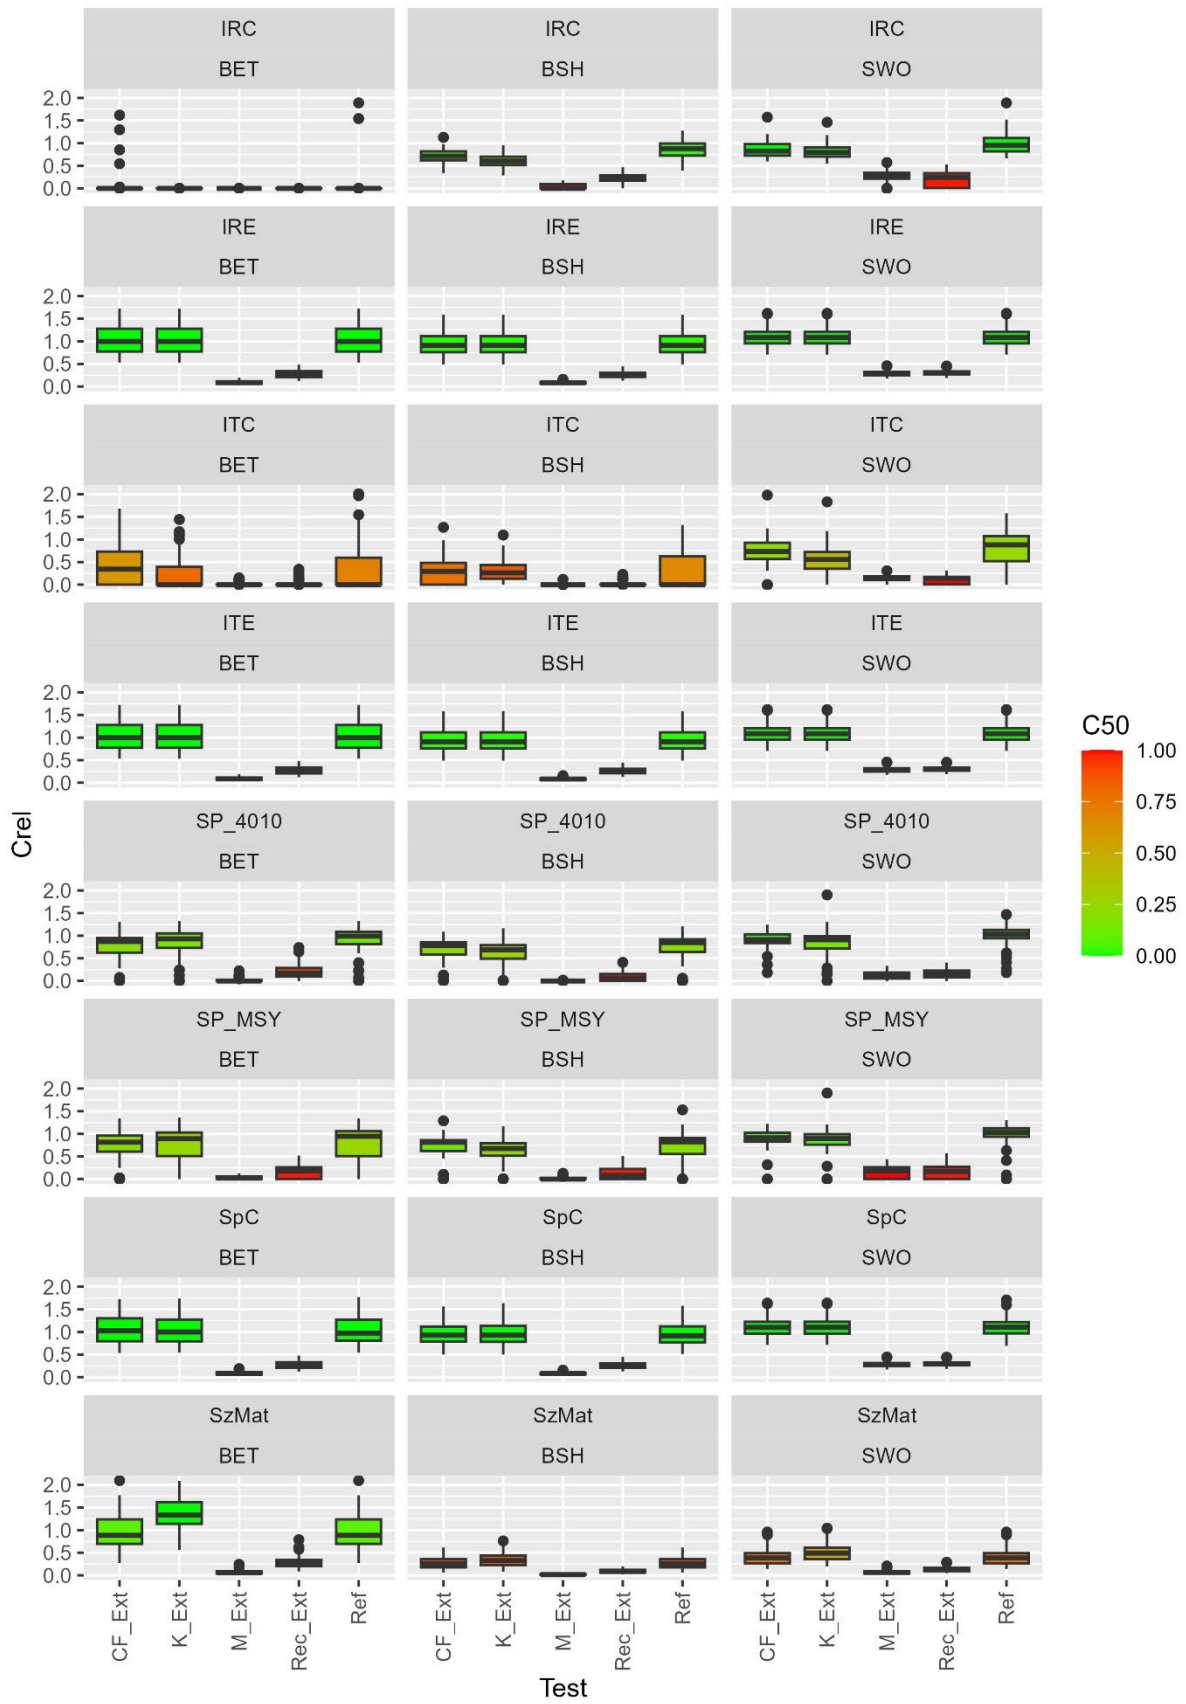 IRC IRC IRC
BET BSH SWO
2.0
1.5
1.0
0.5
0.0
IRE IRE IRE
BET BSH SWO
2.0
1.5
1.0
0.5
0.0
ITC ITC ITC
BET BSH SWO
2.0
1.5
1.0
0.5
0.0
ITE ITE ITE
BET BSH SWO
2.0
1.5
1.0
0.5
0.0
SP_4010 SP_4010 SP_4010
BET BSH SWO
2.0
1.5
1.0
0.5
0.0
SP_MSY SP_MSY SP_MSY
BET BSH SWO
2.0
1.5
1.0
0.5
0.0
SpC SpC SpC
BET BSH SWO
2.0
1.5
1.0
0.5
0.0
SzMat SzMat SzMat
BET BSH SWO
2.0
1.5
1.0
0.5
0.0
CF_Ext K_Ext M_Ext Rec_Ext Ref CF_Ext K_Ext M_Ext Rec_Ext Ref CF_Ext K_Ext M_Ext Rec_Ext Ref
Test
Crel
C50
1.00
0.75
0.50
0.25
0.00